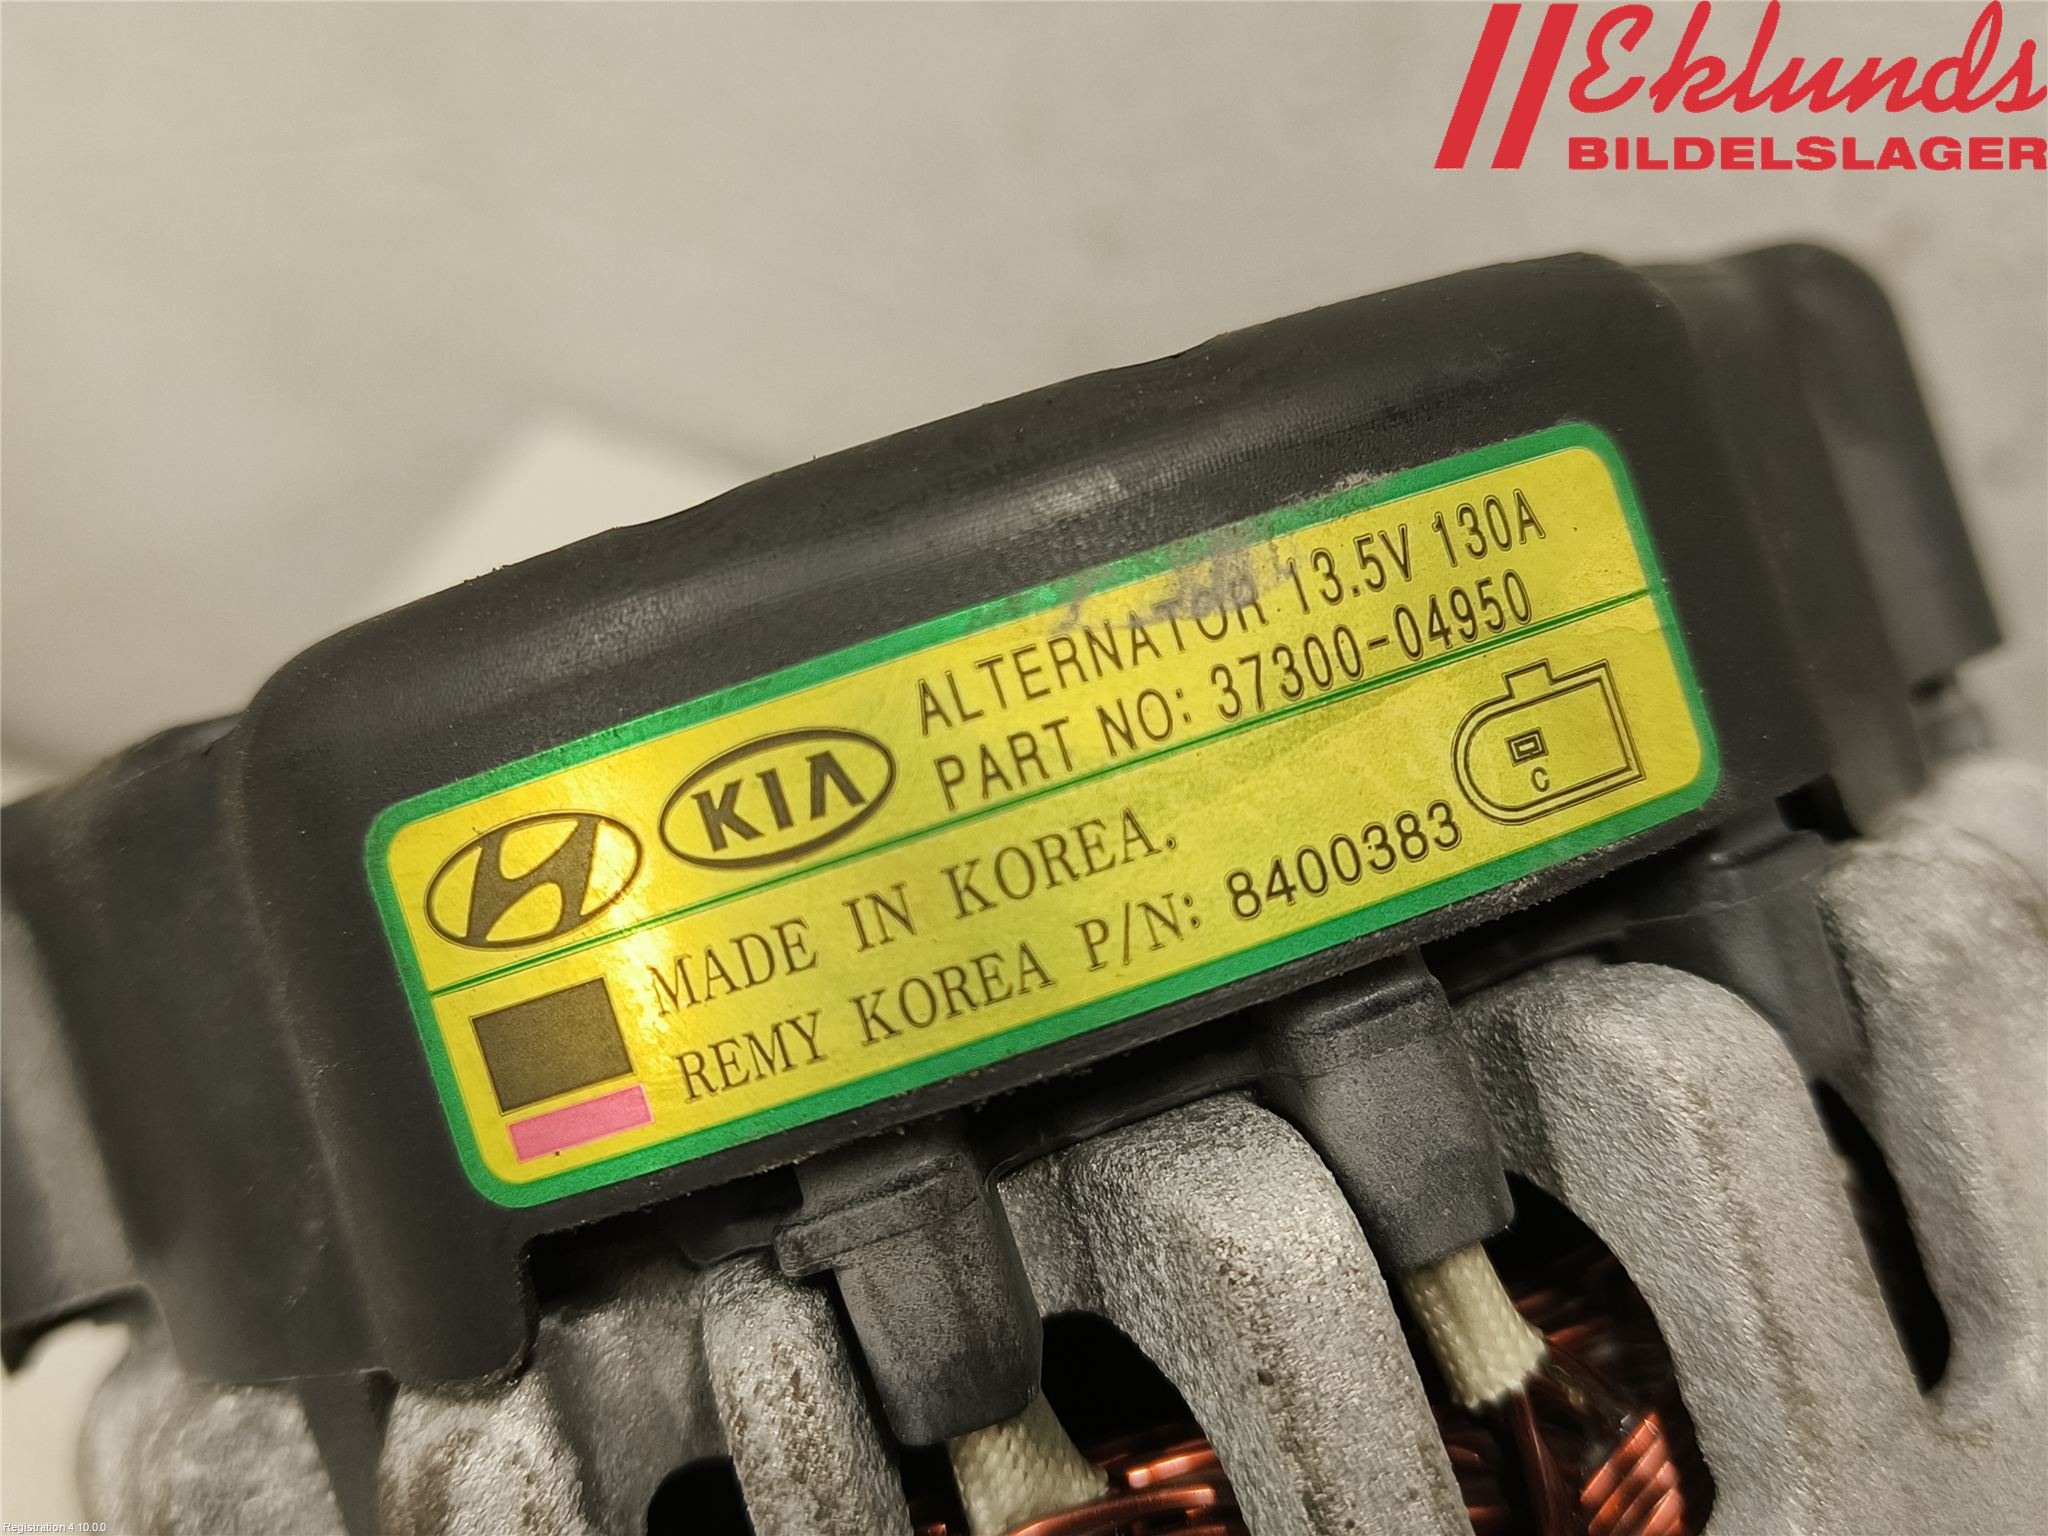 Eklunds
BILDELSLAGER
ALTERNATOR 13.5V 130A
KIA PART NO: 37300-04950
MADE IN KOREA.
REMY KOREA P/N: 8400383
C
Registration 4.10.0.0